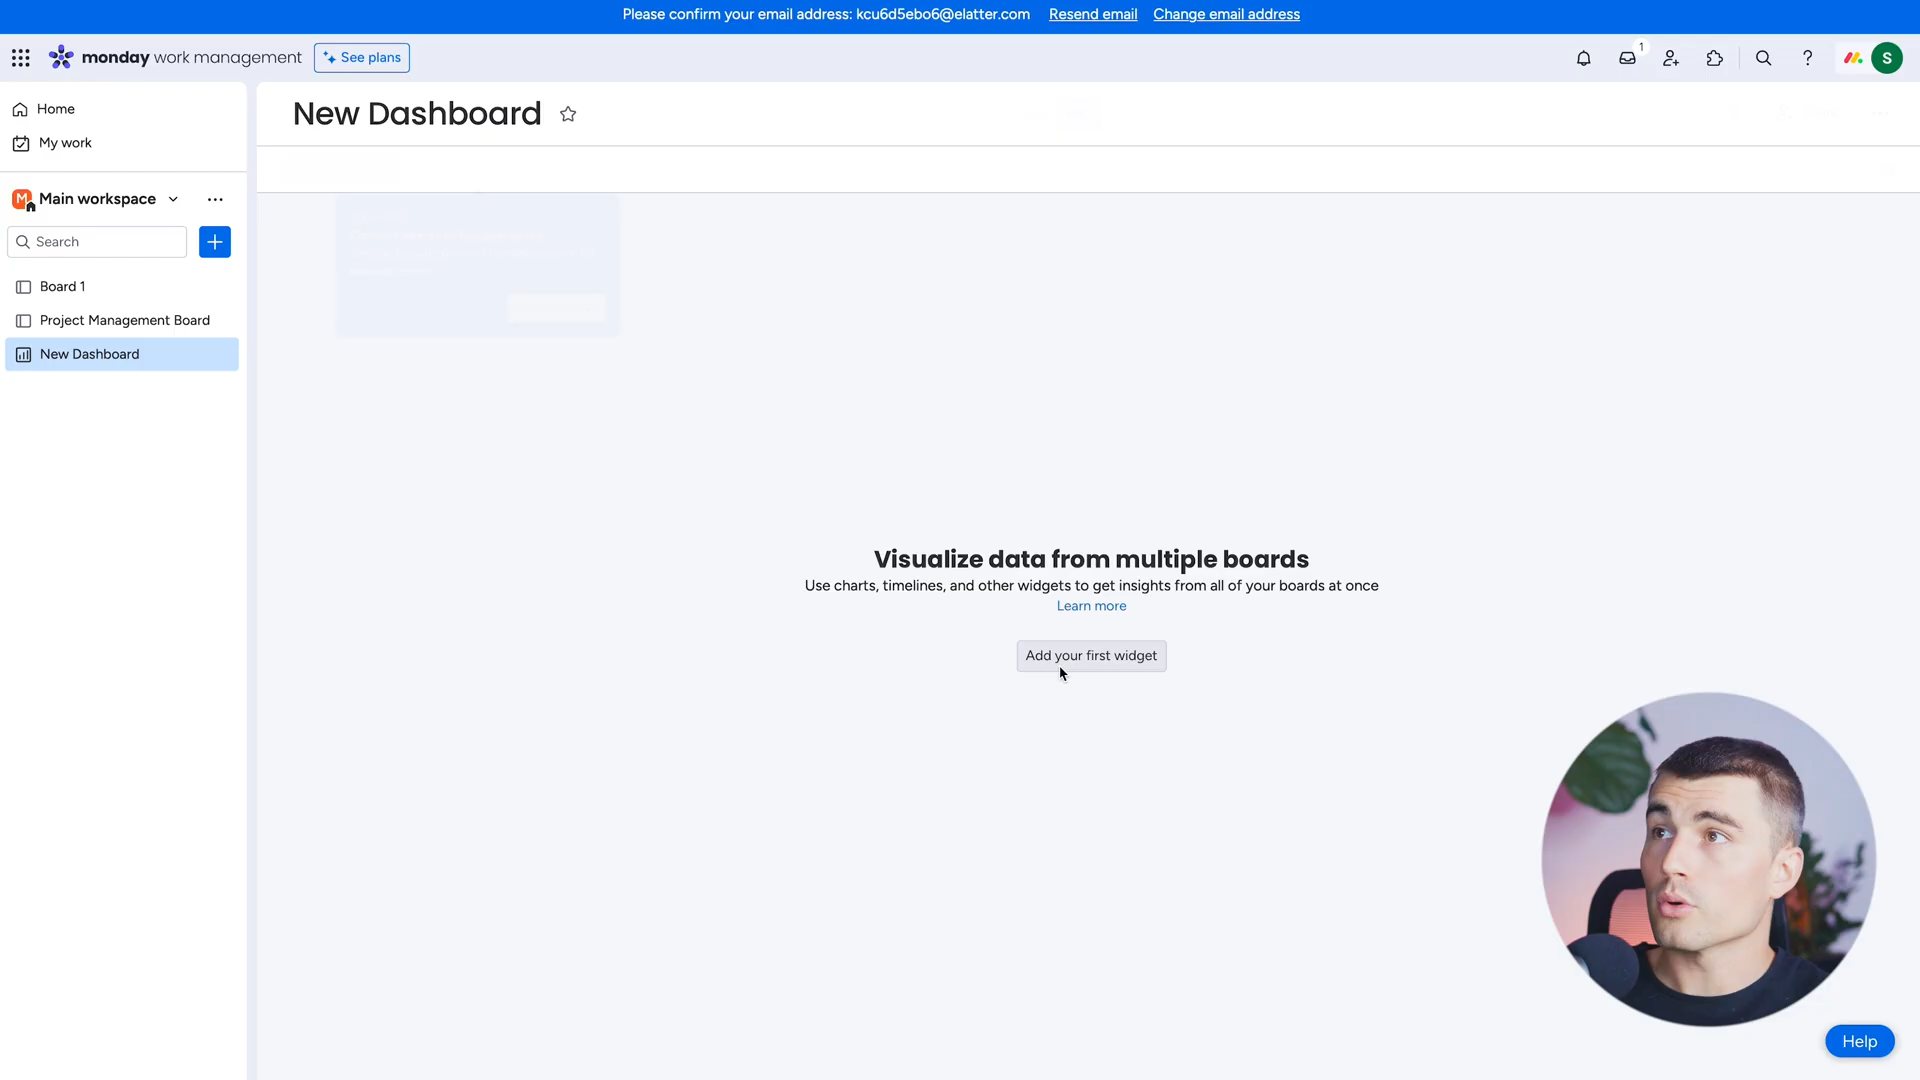 Please confirm your email address: kcu6d5ebo6@elatter.com Resend email Change email address
monday work management See plans
1
S
Home
My work
New Dashboard
M Main workspace
Search
Board 1
Project Management Board
New Dashboard
Visualize data from multiple boards
Use charts, timelines, and other widgets to get insights from all of your boards at once
Learn more
Add your first widget
Help